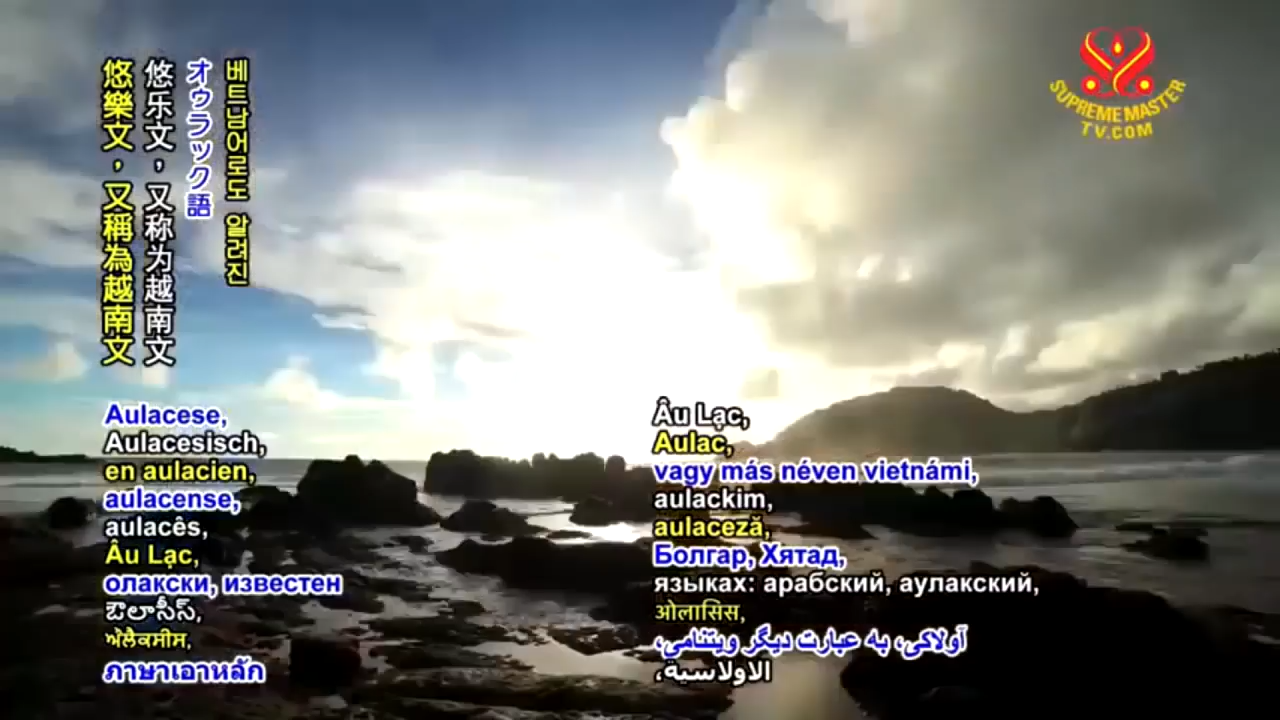 悠樂文，又稱為越南文
悠乐文，又称为越南文
オゥラック語
베트남어로도 알려진
SUPREME MASTER
TV.COM
Aulacese,
Aulacesisch,
en aulacien,
aulacense,
aulacês,
Âu Lạc,
олакски, известен
ఔలాసీస్,
ਔਲੈਕਸੀਸ,
ภาษาเอาหลัก
Âu Lạc,
Aulac,
vagy más néven vietnámi,
aulackim,
aulaceză,
Болгар, Хятад,
языках: арабский, аулакский,
ओलासिस,
آولاکی، به عبارت دیگر ویتنامی،
الاولاسية،